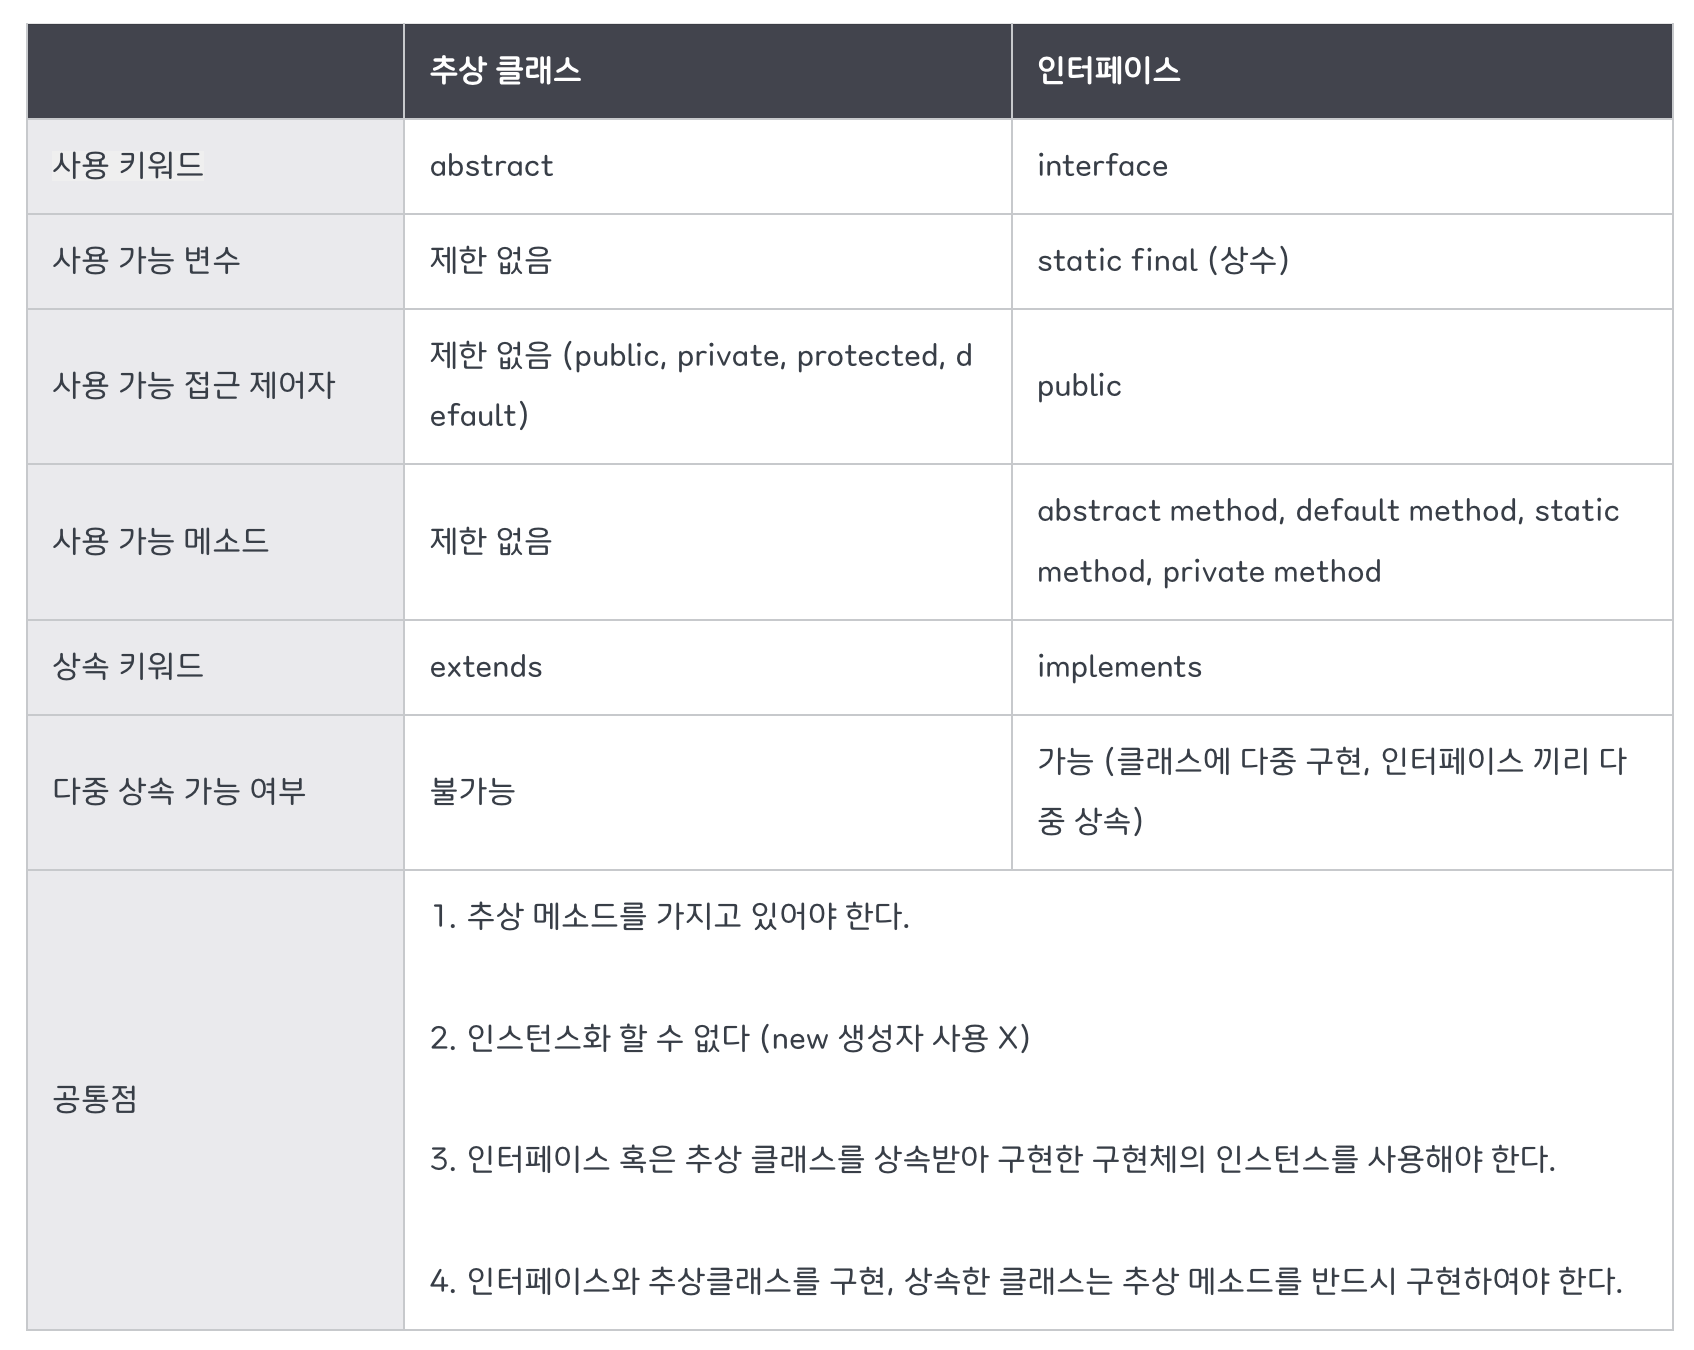 추상 클래스
인터페이스
사용 키워드
abstract
interface
사용 가능 변수
제한 없음
static final (상수)
사용 가능 접근 제어자
제한 없음 (public, private, protected, d
efault)
public
사용 가능 메소드
제한 없음
abstract method, default method, static
method, private method
상속 키워드
extends
implements
다중 상속 가능 여부
불가능
가능 (클래스에 다중 구현, 인터페이스 끼리 다
중 상속)
공통점
1. 추상 메소드를 가지고 있어야 한다.
2. 인스턴스화 할 수 없다 (new 생성자 사용 X)
3. 인터페이스 혹은 추상 클래스를 상속받아 구현한 구현체의 인스턴스를 사용해야 한다.
4. 인터페이스와 추상클래스를 구현, 상속한 클래스는 추상 메소드를 반드시 구현하여야 한다.